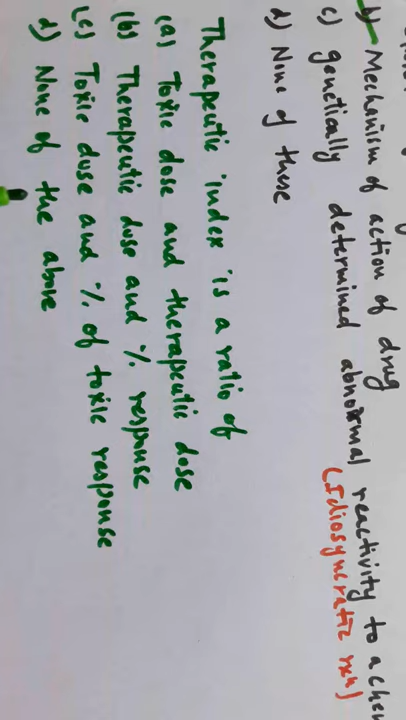 b) Mechanism of action of drug
c) genetically determined abnormal reactivity to a
(Idiosyncratic rxn)
d) None of these
Therapeutic index is a ratio of
(a) Toxic dose and therapeutic dose
(b) Therapeutic dose and % response
(c) Toxic dose and % of toxic response
d) None of the above